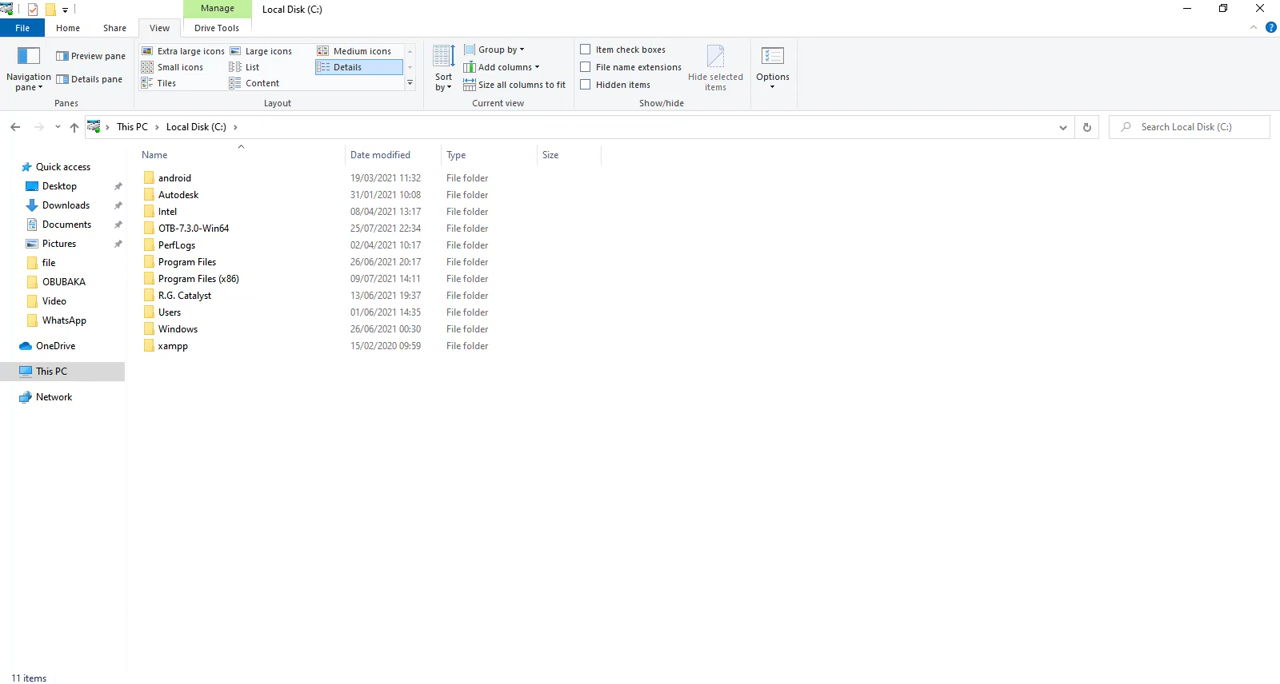 Manage
Local Disk (C:)
File
Home
Share
View
Drive Tools
Navigation pane
Preview pane
Details pane
Panes
Extra large icons
Large icons
Medium icons
Small icons
List
Details
Tiles
Content
Layout
Sort by
Group by
Add columns
Size all columns to fit
Current view
Item check boxes
File name extensions
Hidden items
Hide selected items
Show/hide
Options
This PC
Local Disk (C:)
Search Local Disk (C:)
Quick access
Desktop
Downloads
Documents
Pictures
file
OBUBAKA
Video
WhatsApp
OneDrive
This PC
Network
Name Date modified Type Size
android 19/03/2021 11:32 File folder
Autodesk 31/01/2021 10:08 File folder
Intel 08/04/2021 13:17 File folder
OTB-7.3.0-Win64 25/07/2021 22:34 File folder
PerfLogs 02/04/2021 10:17 File folder
Program Files 26/06/2021 20:17 File folder
Program Files (x86) 09/07/2021 14:11 File folder
R.G. Catalyst 13/06/2021 19:37 File folder
Users 01/06/2021 14:35 File folder
Windows 26/06/2021 00:30 File folder
xampp 15/02/2020 09:59 File folder
11 items